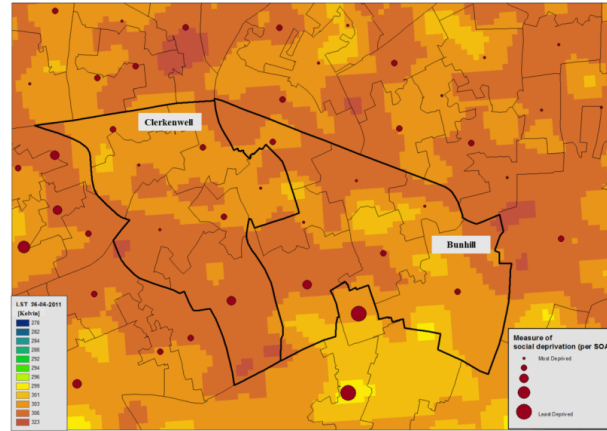 Clerkenwell
Bunhill
LST 26-06-2011
[Kelvin]
278
282
284
288
292
294
296
299
301
303
306
323
Measure of
social deprivation (per SOA
Most Deprived
Least Deprived